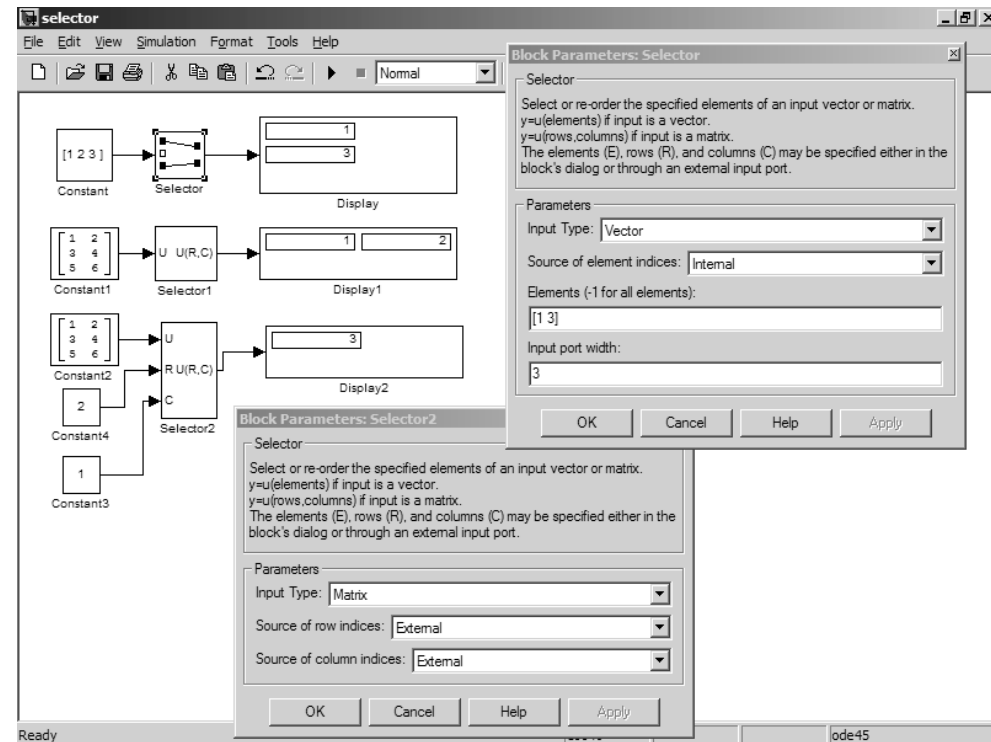 selector
File Edit View Simulation Format Tools Help
Normal
[1 2 3]
Constant
Selector
1
3
Display
1 2
3 4
5 6
Constant1
U U(R,C)
Selector1
1 2
Display1
1 2
3 4
5 6
Constant2
U
R U(R,C)
C
Selector2
3
Display2
2
Constant4
1
Constant3
Block Parameters: Selector
Selector
Select or re-order the specified elements of an input vector or matrix.
y=u(elements) if input is a vector.
y=u(rows,columns) if input is a matrix.
The elements (E), rows (R), and columns (C) may be specified either in the
block's dialog or through an external input port.
Parameters
Input Type: Vector
Source of element indices: Internal
Elements (-1 for all elements):
[1 3]
Input port width:
3
OK Cancel Help Apply
Block Parameters: Selector2
Selector
Select or re-order the specified elements of an input vector or matrix.
y=u(elements) if input is a vector.
y=u(rows,columns) if input is a matrix.
The elements (E), rows (R), and columns (C) may be specified either in the
block's dialog or through an external input port.
Parameters
Input Type: Matrix
Source of row indices: External
Source of column indices: External
OK Cancel Help Apply
Ready
ode45